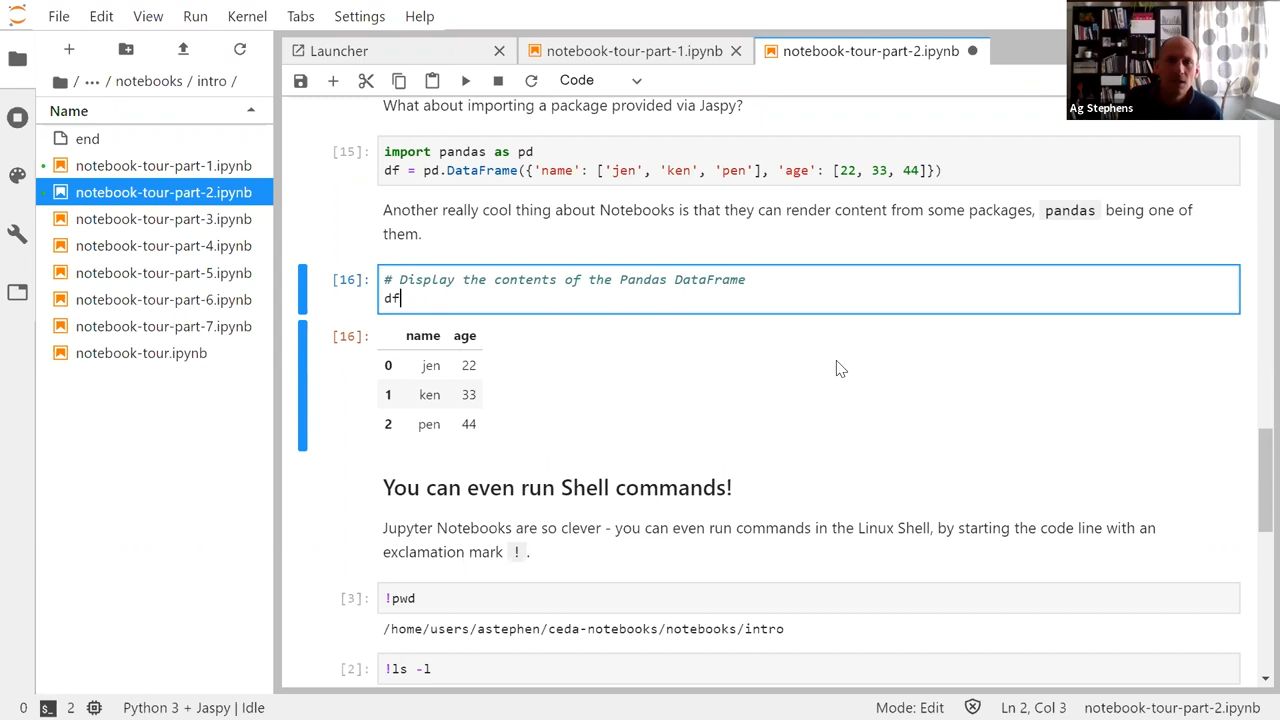 File Edit View Run Kernel Tabs Settings Help
Ag Stephens
Launcher
notebook-tour-part-1.ipynb
notebook-tour-part-2.ipynb
/ ··· / notebooks / intro /
Code
Name
end
notebook-tour-part-1.ipynb
notebook-tour-part-2.ipynb
notebook-tour-part-3.ipynb
notebook-tour-part-4.ipynb
notebook-tour-part-5.ipynb
notebook-tour-part-6.ipynb
notebook-tour-part-7.ipynb
notebook-tour.ipynb
What about importing a package provided via Jaspy?
[15]: import pandas as pd
df = pd.DataFrame({'name': ['jen', 'ken', 'pen'], 'age': [22, 33, 44]})
Another really cool thing about Notebooks is that they can render content from some packages, pandas being one of
them.
[16]: # Display the contents of the Pandas DataFrame
df
[16]: name age
0 jen 22
1 ken 33
2 pen 44
You can even run Shell commands!
Jupyter Notebooks are so clever - you can even run commands in the Linux Shell, by starting the code line with an
exclamation mark ! .
[3]: !pwd
/home/users/astephen/ceda-notebooks/notebooks/intro
[2]: !ls -l
0 $_ 2 Python 3 + Jaspy | Idle Mode: Edit Ln 2, Col 3 notebook-tour-part-2.ipynb